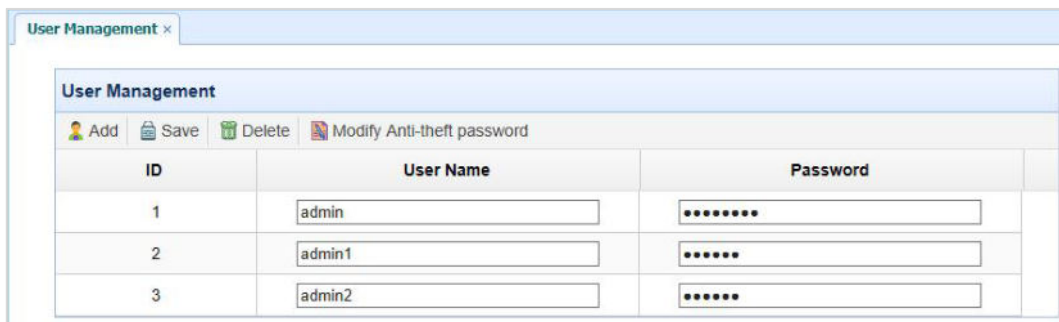 User Management ×
User Management
Add Save Delete Modify Anti-theft password
ID User Name Password
1 admin ••••••••
2 admin1 ••••••
3 admin2 ••••••